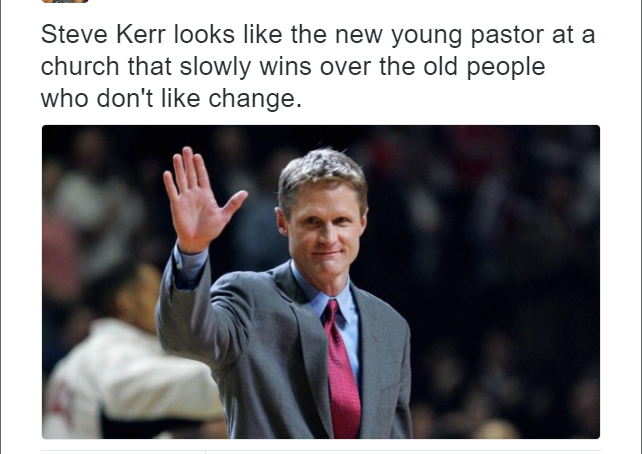 Steve Kerr looks like the new young pastor at a
church that slowly wins over the old people
who don't like change.